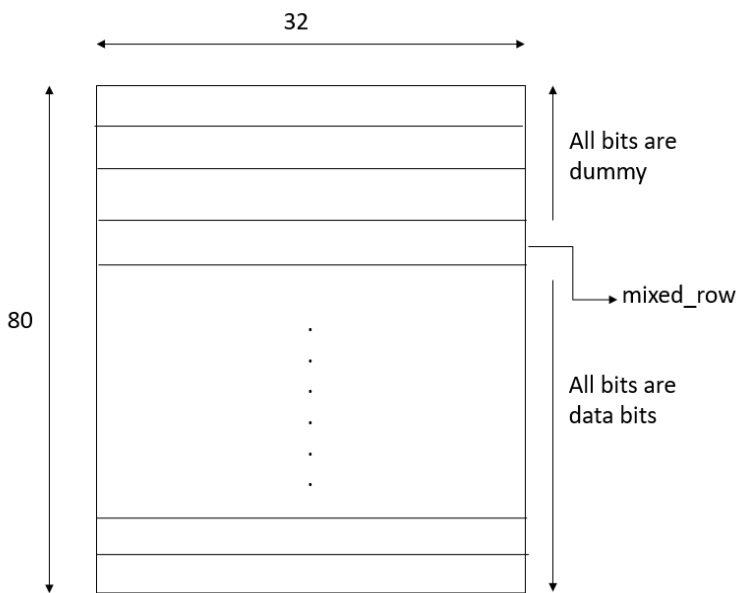 32
All bits are
dummy
mixed_row
80
All bits are
data bits